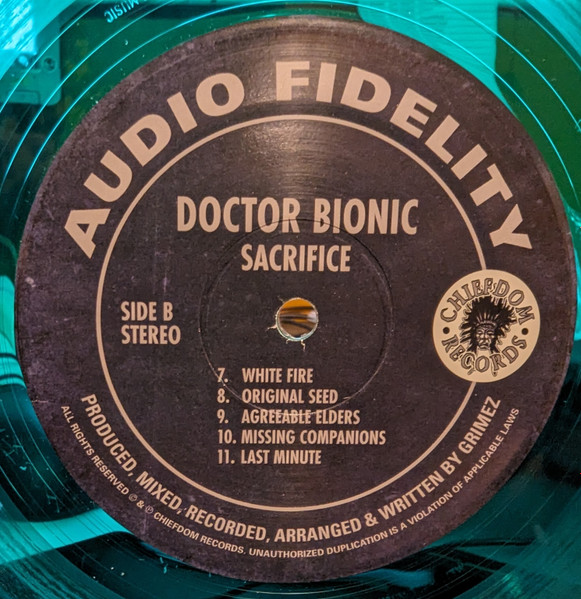 MUSIC
AUDIO FIDELITY
DOCTOR BIONIC
SACRIFICE
SIDE B
STEREO
CHIEFDOM
RECORDS
7. WHITE FIRE
8. ORIGINAL SEED
9. AGREEABLE ELDERS
10. MISSING COMPANIONS
11. LAST MINUTE
PRODUCED, MIXED, RECORDED, ARRANGED & WRITTEN BY GRIMEZ
ALL RIGHTS RESERVED © & ℗ CHIEFDOM RECORDS. UNAUTHORIZED DUPLICATION IS A VIOLATION OF APPLICABLE LAWS